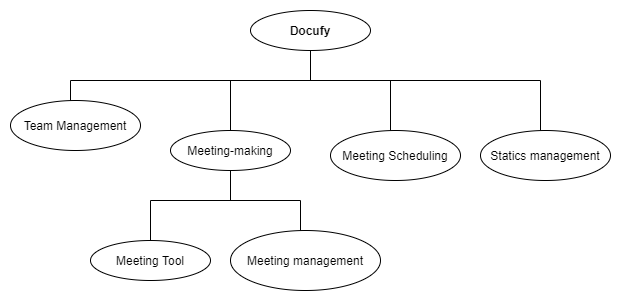 Docufy
Team Management
Meeting-making
Meeting Scheduling
Statics management
Meeting Tool
Meeting management